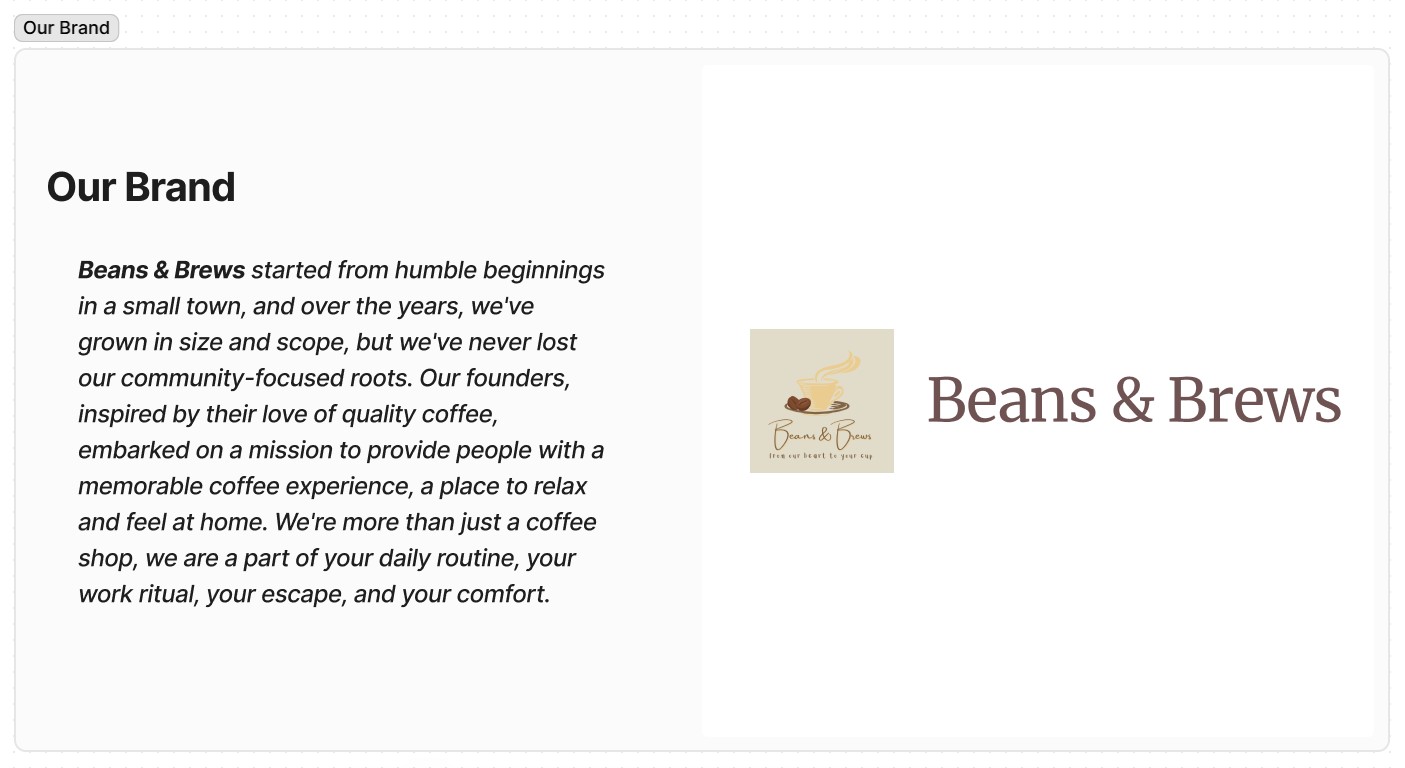 Our Brand
Our Brand
Beans & Brews started from humble beginnings
in a small town, and over the years, we've
grown in size and scope, but we've never lost
our community-focused roots. Our founders,
inspired by their love of quality coffee,
embarked on a mission to provide people with a
memorable coffee experience, a place to relax
and feel at home. We're more than just a coffee
shop, we are a part of your daily routine, your
work ritual, your escape, and your comfort.
Beans & Brews
from our heart to your cup
Beans & Brews